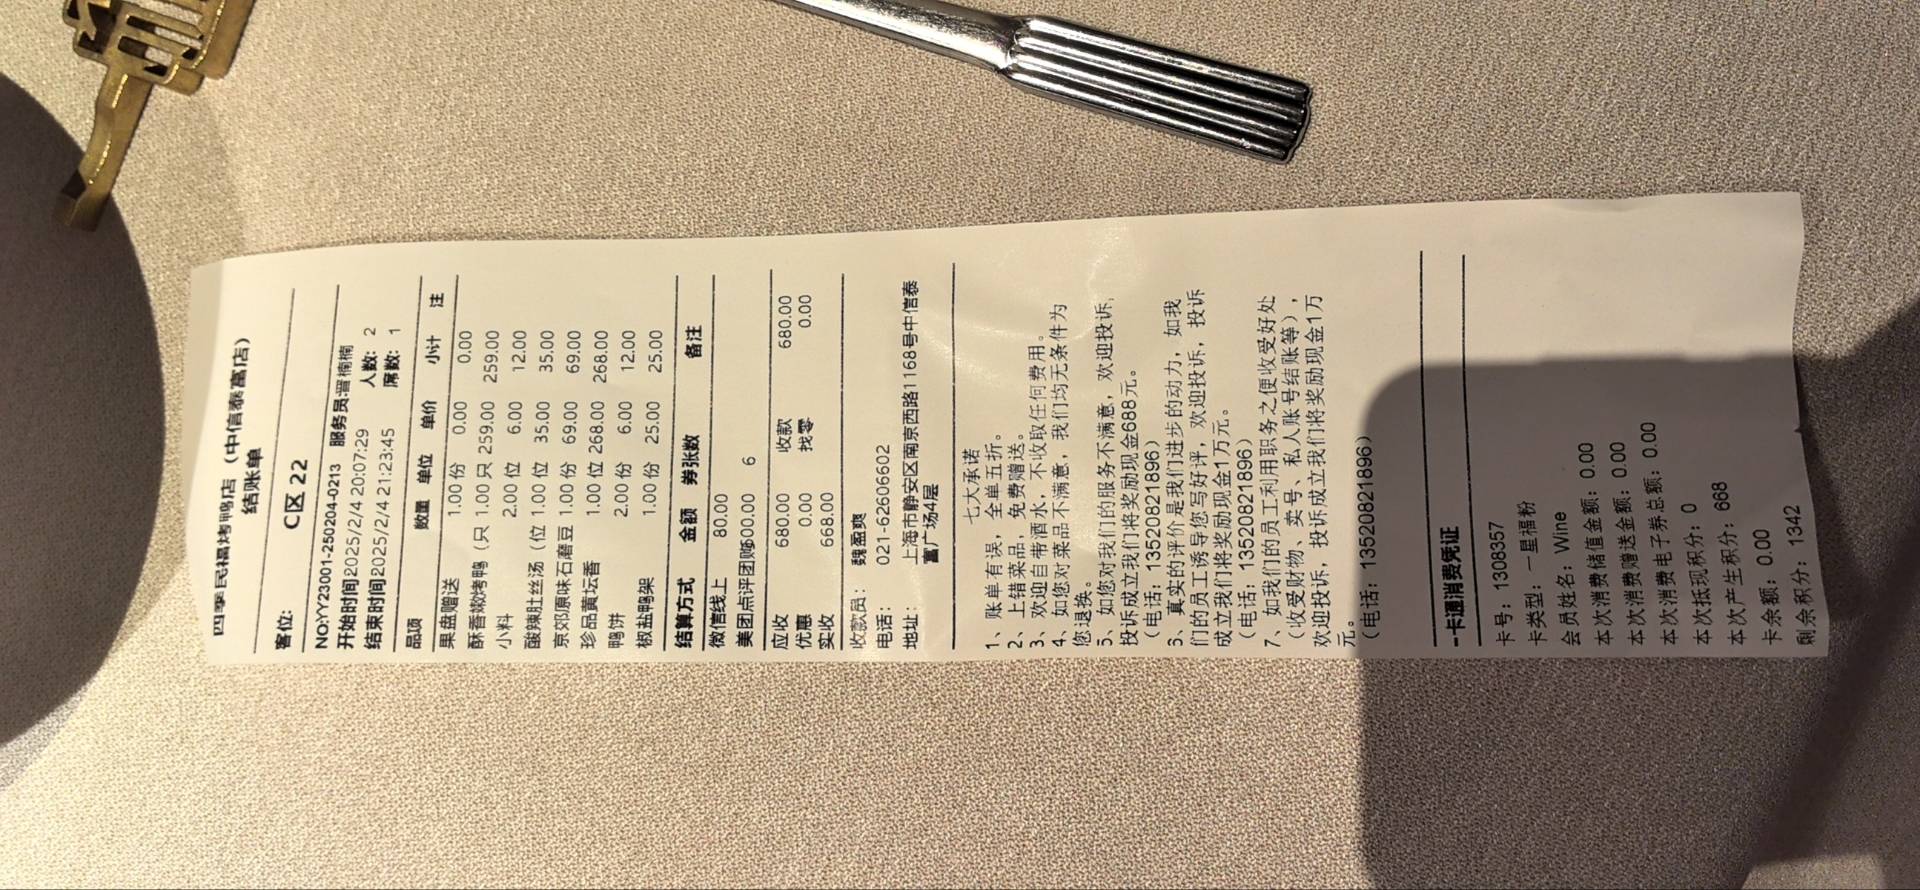 四季民福烤鸭店（中信泰富店）
结账单
客位： C区 22
NO:YY23001-250204-0213 服务员:晋楠楠
开始时间2025/2/4 20:07:29 人数: 2
结束时间2025/2/4 21:23:45 席数: 1
品项 数量 单位 单价 小计 注
果盘赠送 1.00 份 0.00 0.00
酥香嫩烤鸭（只 1.00 只 259.00 259.00
小料 2.00 位 6.00 12.00
酸辣肚丝汤（位 1.00 位 35.00 35.00
京郊原味石磨豆 1.00 份 69.00 69.00
珍品黄坛香 1.00 位 268.00 268.00
鸭饼 2.00 份 6.00 12.00
椒盐鸭架 1.00 份 25.00 25.00
结算方式 金额 券张数 备注
微信线上 80.00
美团点评团购600.00 6
应收 680.00 收款 680.00
优惠 0.00 找零 0.00
实收 668.00
收款员： 魏盈爽
电话： 021-62606602
地址： 上海市静安区南京西路1168号中信泰
富广场4层
七大承诺
1、账单有误，全单五折。
2、上错菜品，免费赠送。
3、欢迎自带酒水，不收取任何费用。
4、如您对菜品不满意，我们均无条件为
您退换。
5、如您对我们的服务不满意，欢迎投诉，
投诉成立我们将奖励现金688元。
（电话：13520821896）
6、真实的评价是我们进步的动力，如我
们的员工诱导您写好评，欢迎投诉，投诉
成立我们将奖励现金1万元。
（电话：13520821896）
7、如我们的员工利用职务之便收受好处
（收受财物、卖号、私人账号结账等），
欢迎投诉，投诉成立我们将奖励现金1万
元。
（电话：13520821896）
一卡通消费凭证
卡号：1308357
卡类型：一星福粉
会员姓名：Wine
本次消费储值金额：0.00
本次消费赠送金额：0.00
本次消费电子券总额：0.00
本次抵现积分：0
本次产生积分：668
卡余额：0.00
剩余积分：1342